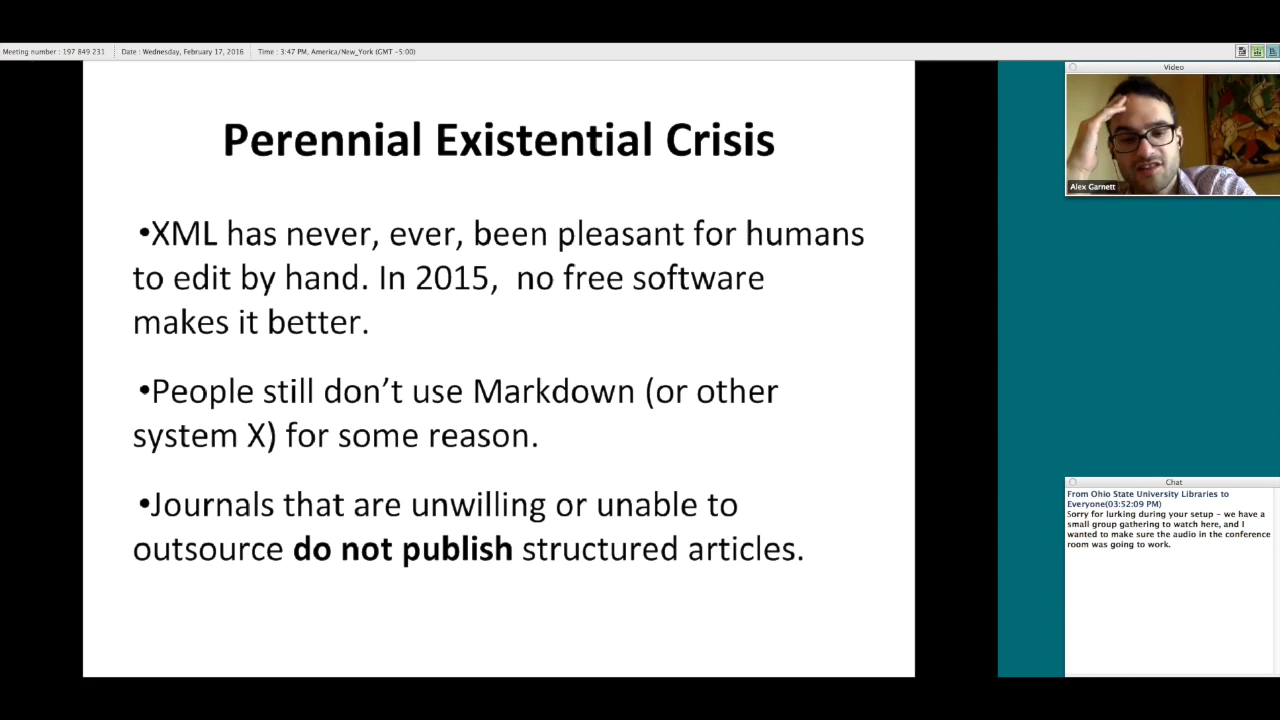 Meeting number : 197 849 231 Date : Wednesday, February 17, 2016 Time : 3:47 PM, America/New_York (GMT -5:00)
Perennial Existential Crisis
•XML has never, ever, been pleasant for humans
to edit by hand. In 2015,  no free software
makes it better.
•People still don’t use Markdown (or other
system X) for some reason.
•Journals that are unwilling or unable to
outsource do not publish structured articles.
Video
Alex Garnett
Chat
From Ohio State University Libraries to
Everyone(03:52:09 PM)
Sorry for lurking during your setup - we have a
small group gathering to watch here, and I
wanted to make sure the audio in the conference
room was going to work.